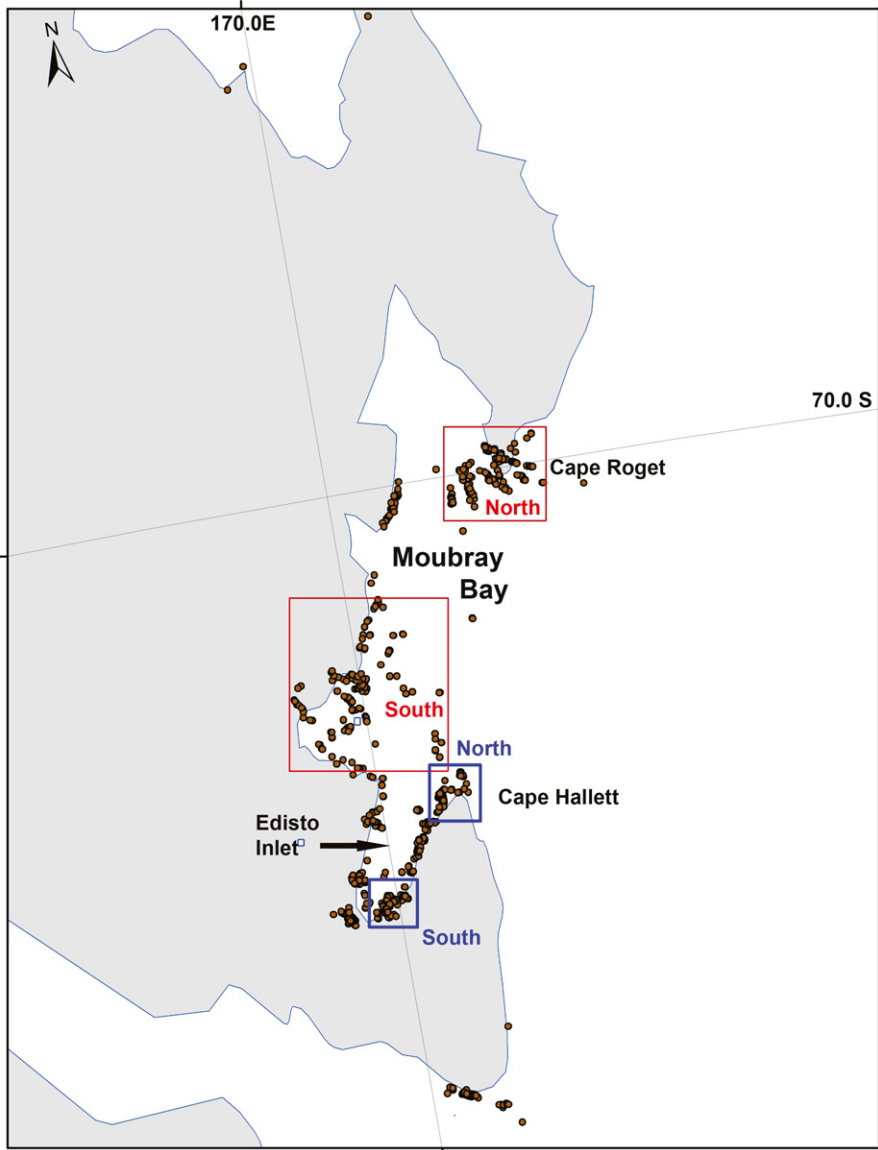 170.0E
N
70.0 S
Cape Roget
North
Moubray
Bay
South
North
Cape Hallett
Edisto
Inlet
South